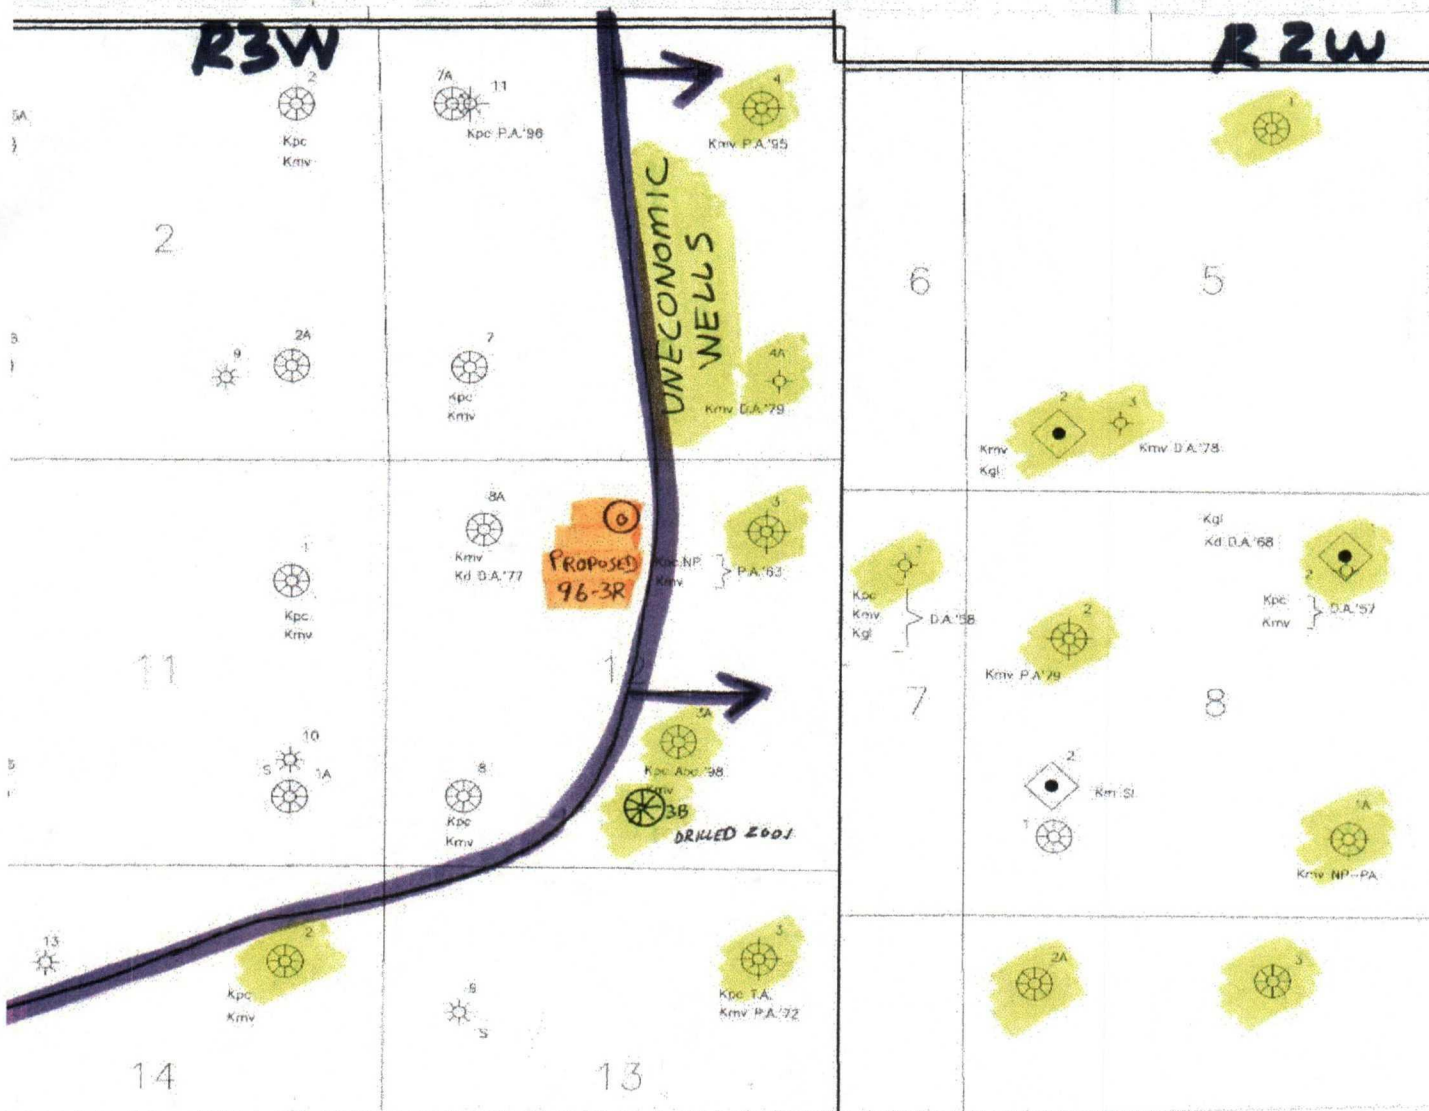 R3W
R2W
2
Kpc
Kmv
7A
11
Kpc P.A.'96
4
Kmv P.A.'95
1
2
UNECONOMIC
WELLS
6
5
9
2A
7
Kpc
Kmv
4A
Kmv D.A.'79
2
3
Kmv
Kgl
Kmv D.A.'78
8A
Kmv
Kd D.A.'77
PROPOSED
96-3R
3
Kpc NP
Kmv
P.A.'63
1
Kpc
Kmv
Kgl
D.A.'58
Kgl
Kd D.A.'68
2
Kpc
Kmv
D.A.'57
Kpc
Kmv
2
Kmv P.A.'79
11
12
7
8
10
S
1A
8
Kpc
Kmv
3A
Kpc Abd.'98
Kmv
3B
DRILLED 2001
2
Km SI
1
1A
Kmv NP-PA
13
2
Kpc
Kmv
9
S
3
Kpc T.A.
Kmv P.A.'72
2A
3
14
13